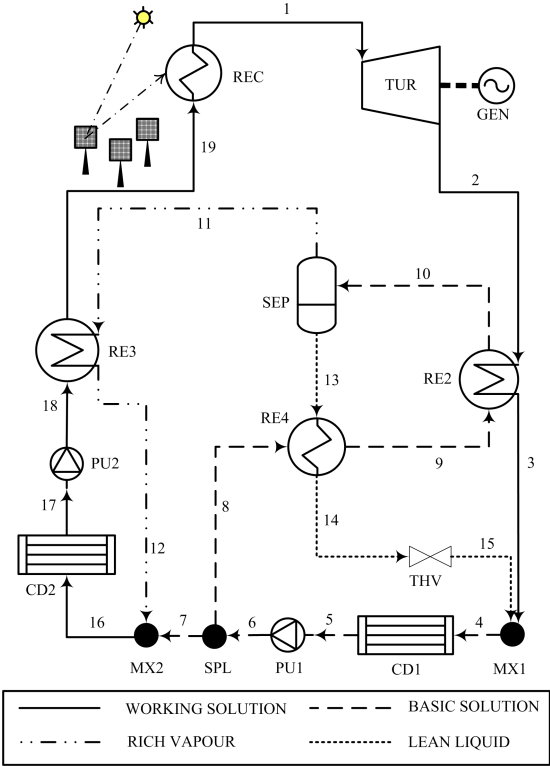 1
REC
TUR
GEN
19
2
11
10
SEP
RE3
RE2
13
18
RE4
PU2
9
3
17
8
14
15
12
THV
CD2
16
7
6
5
4
MX2
SPL
PU1
CD1
MX1
WORKING SOLUTION
BASIC SOLUTION
RICH VAPOUR
LEAN LIQUID